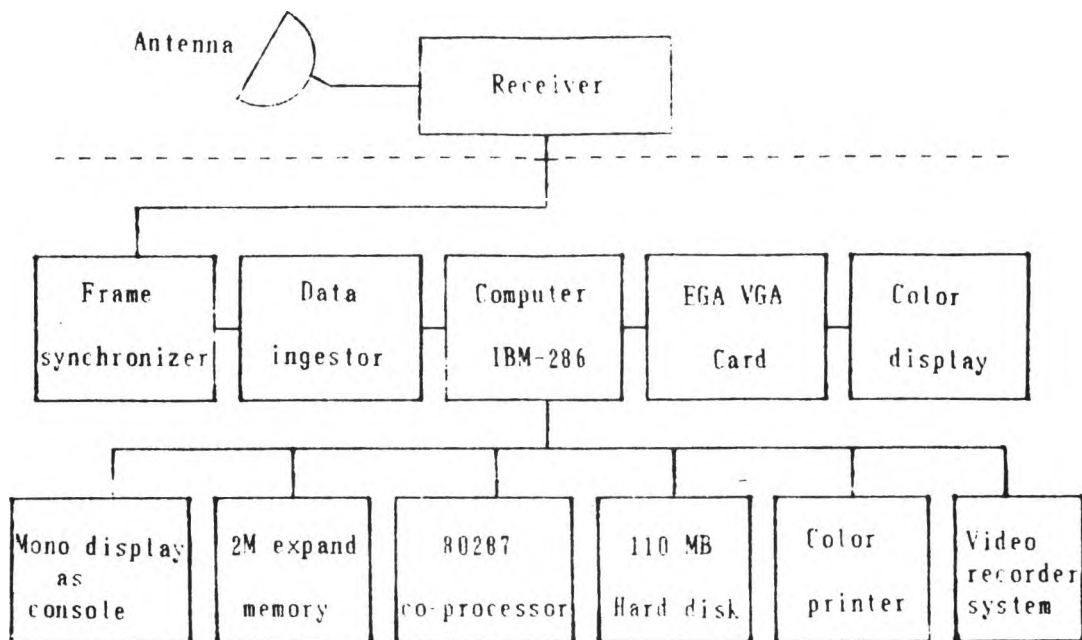 Antenna
Receiver
Frame
synchronizer
Data
ingestor
Computer
IBM-286
EGA VGA
Card
Color
display
Mono display
as
console
2M expand
memory
80287
co-processor
110 MB
Hard disk
Color
printer
Video
recorder
system